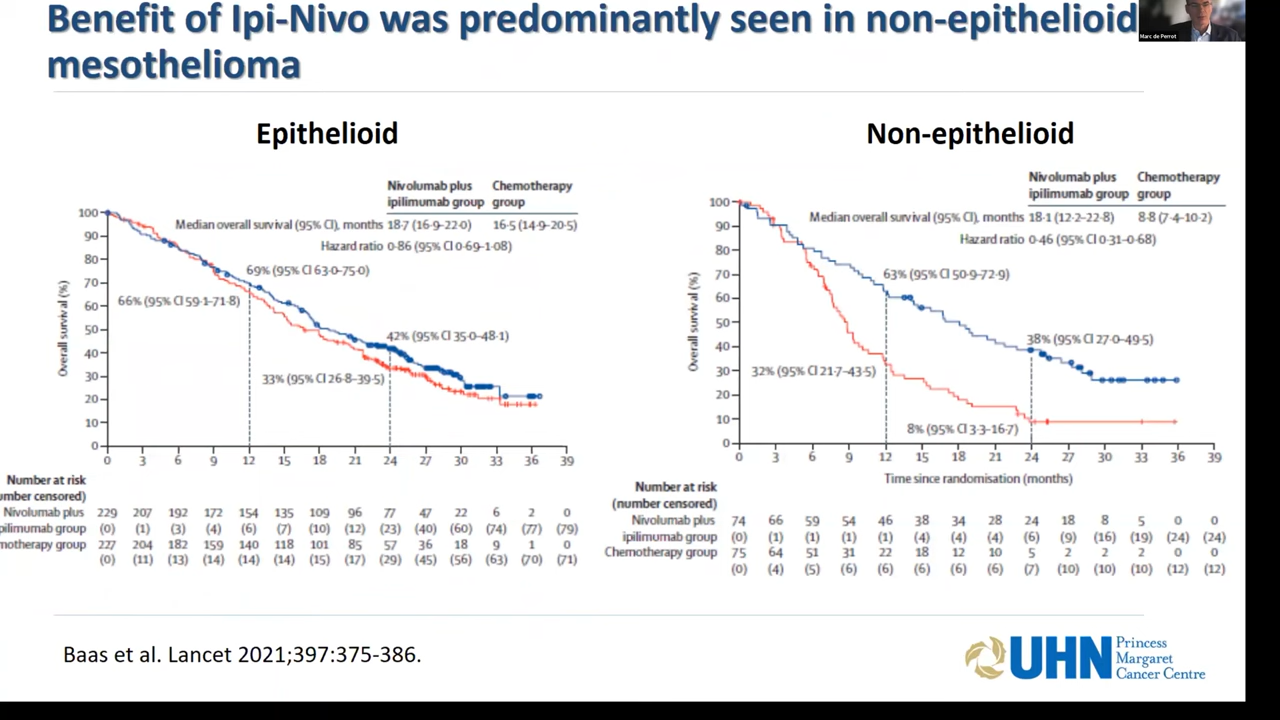 Benefit of Ipi-Nivo was predominantly seen in non-epithelioid
mesothelioma
Marc de Perrot
Epithelioid
Nivolumab plus Chemotherapy
ipilimumab group group
Median overall survival (95% CI), months 18·7 (16·9–22·0) 16·5 (14·9–20·5)
Hazard ratio 0·86 (95% CI 0·69–1·08)
Overall survival (%)
100
90
80
70
60
50
40
30
20
10
0
69% (95% CI 63·0–75·0)
66% (95% CI 59·1–71·8)
42% (95% CI 35·0–48·1)
33% (95% CI 26·8–39·5)
0 3 6 9 12 15 18 21 24 27 30 33 36 39
Number at risk
umber censored)
Nivolumab plus 229 207 192 172 154 135 109 96 77 47 22 6 2 0
pilimumab group (0) (1) (3) (4) (6) (7) (10) (12) (23) (40) (60) (74) (77) (79)
motherapy group 227 204 182 159 140 118 101 85 57 36 18 9 1 0
(0) (11) (13) (14) (14) (14) (15) (17) (29) (45) (56) (63) (70) (71)
Non-epithelioid
Nivolumab plus Chemotherapy
ipilimumab group group
Median overall survival (95% CI), months 18·1 (12·2–22·8) 8·8 (7·4–10·2)
Hazard ratio 0·46 (95% CI 0·31–0·68)
Overall survival (%)
100
90
80
70
60
50
40
30
20
10
0
63% (95% CI 50·9–72·9)
32% (95% CI 21·7–43·5)
38% (95% CI 27·0–49·5)
8% (95% CI 3·3–16·7)
0 3 6 9 12 15 18 21 24 27 30 33 36 39
Time since randomisation (months)
Number at risk
(number censored)
Nivolumab plus 74 66 59 54 46 38 34 28 24 18 8 5 0 0
ipilimumab group (0) (1) (1) (1) (1) (4) (4) (4) (6) (9) (16) (19) (24) (24)
Chemotherapy group 75 64 51 31 22 18 12 10 5 2 2 2 0 0
(0) (4) (5) (6) (6) (6) (6) (6) (7) (10) (10) (10) (12) (12)
Baas et al. Lancet 2021;397:375-386.
UHN Princess
Margaret
Cancer Centre